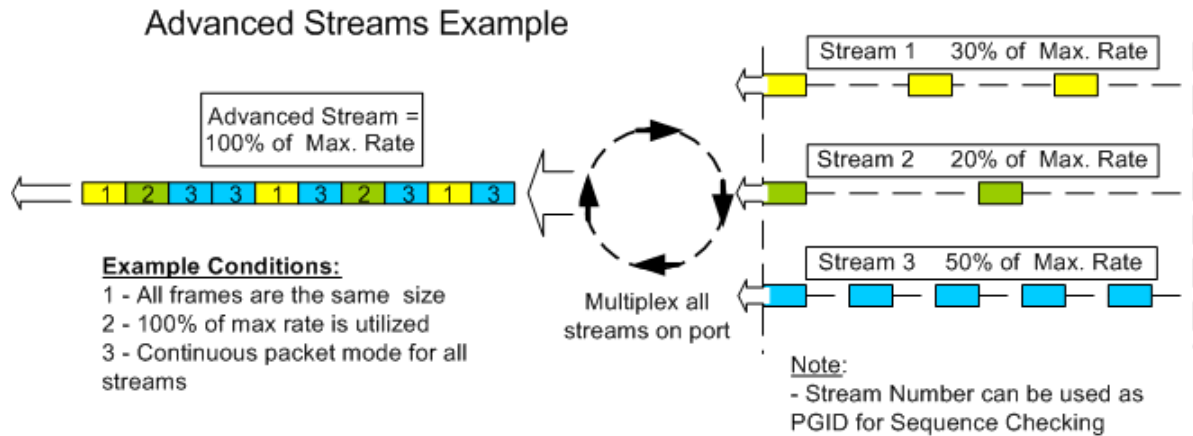 Advanced Streams Example
Stream 1 30% of Max. Rate
Advanced Stream =
100% of Max. Rate
Stream 2 20% of Max. Rate
1 2 3 3 1 3 2 3 1 3
Stream 3 50% of Max. Rate
Example Conditions:
1 - All frames are the same size
2 - 100% of max rate is utilized
3 - Continuous packet mode for all
streams
Multiplex all
streams on port
Note:
- Stream Number can be used as
PGID for Sequence Checking